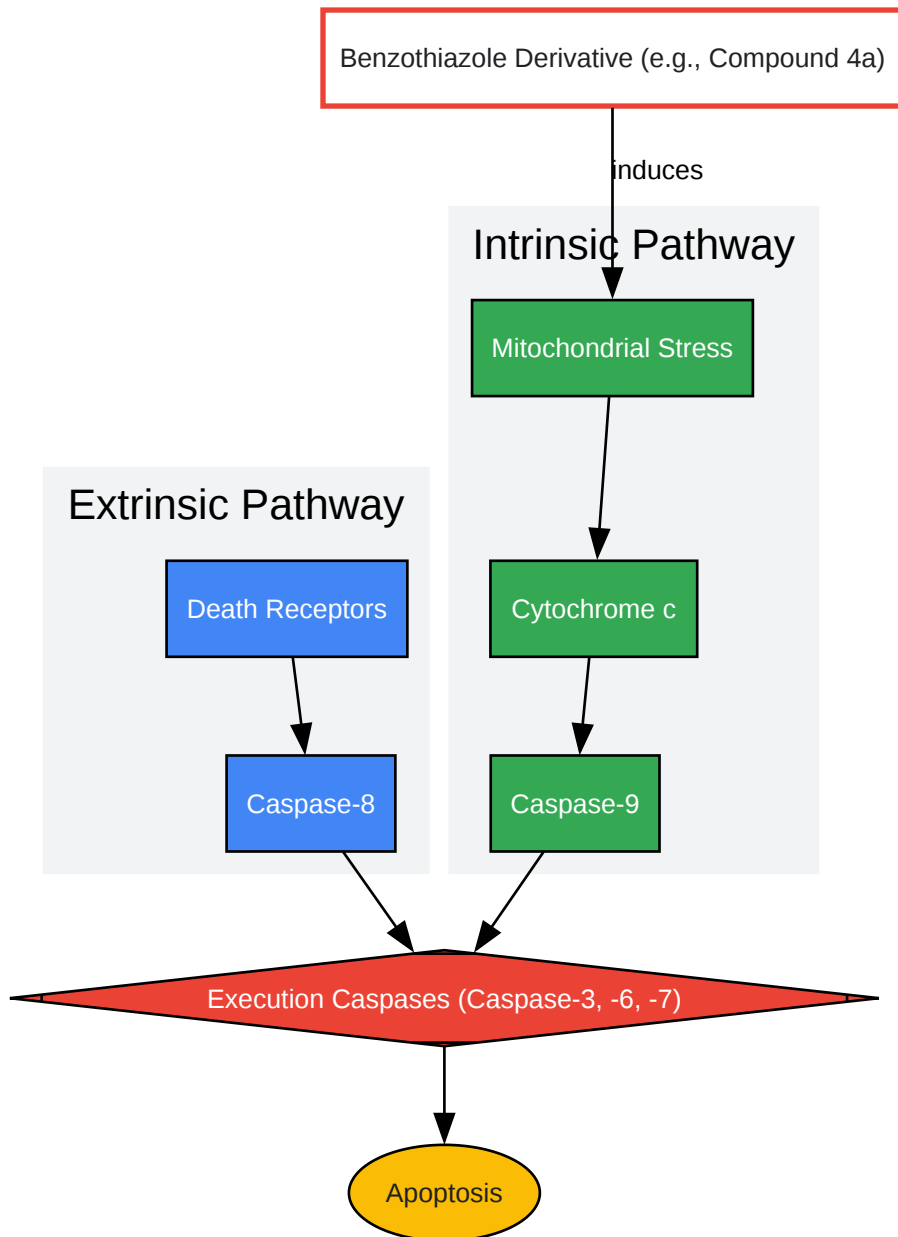 Benzothiazole Derivative (e.g., Compound 4a)
induces
Intrinsic Pathway
Mitochondrial Stress
Extrinsic Pathway
Death Receptors
Cytochrome c
Caspase-8
Caspase-9
Execution Caspases (Caspase-3, -6, -7)
Apoptosis